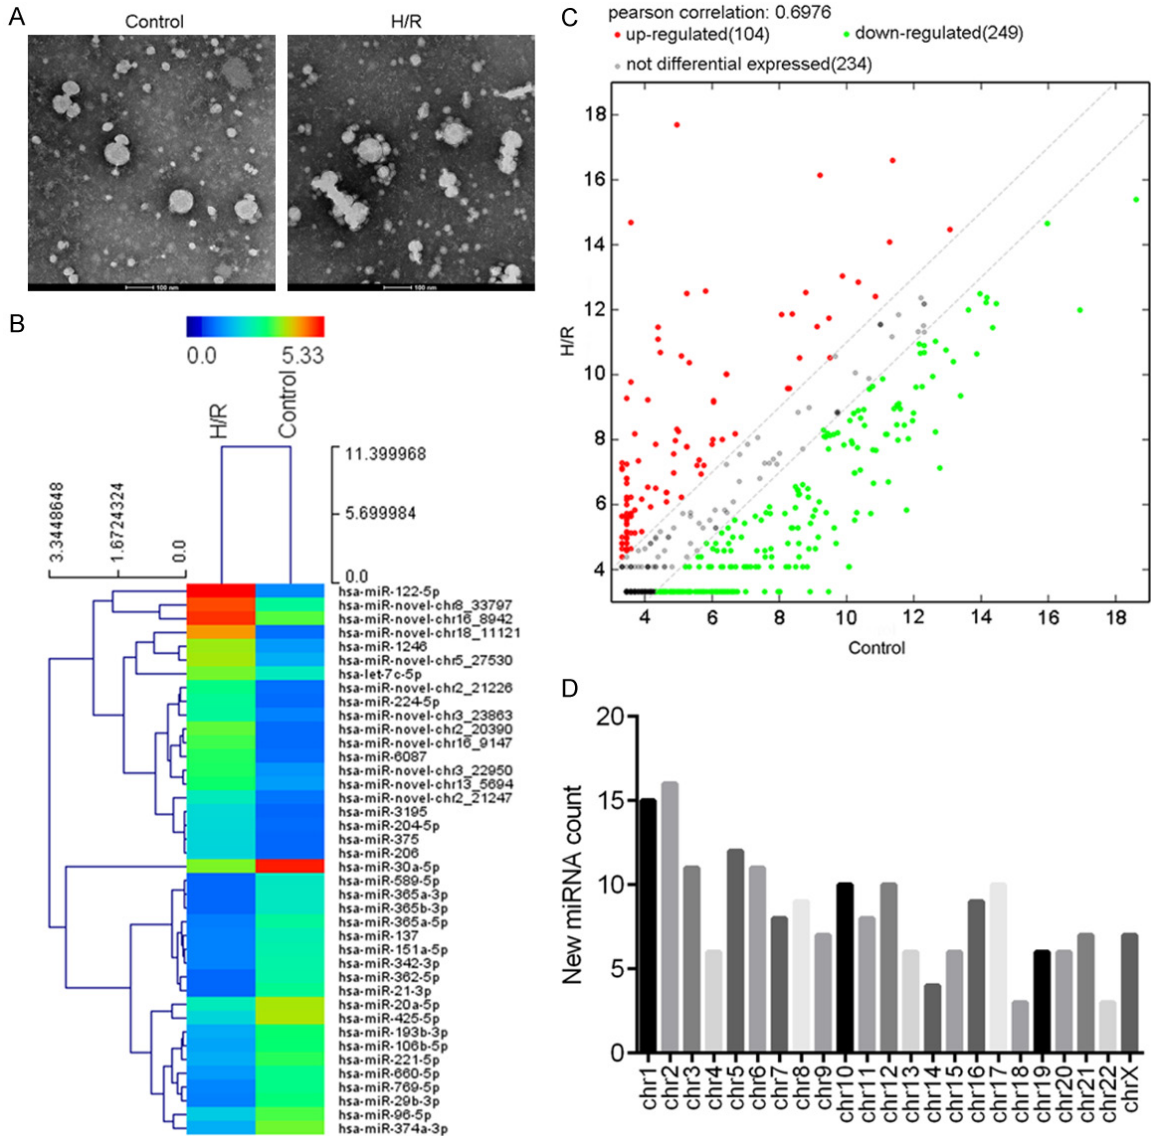 A
Control
H/R
100 nm
100 nm
B
0.0
5.33
H/R
Control
11.399968
5.699984
0.0
3.3448648
1.6724324
0.0
hsa-miR-122-5p
hsa-miR-novel-chr8_33797
hsa-miR-novel-chr16_8942
hsa-miR-novel-chr18_11121
hsa-miR-1246
hsa-miR-novel-chr5_27530
hsa-let-7c-5p
hsa-miR-novel-chr2_21226
hsa-miR-224-5p
hsa-miR-novel-chr3_23863
hsa-miR-novel-chr2_20390
hsa-miR-novel-chr16_9147
hsa-miR-6087
hsa-miR-novel-chr3_22950
hsa-miR-novel-chr13_5694
hsa-miR-novel-chr2_21247
hsa-miR-3195
hsa-miR-204-5p
hsa-miR-375
hsa-miR-206
hsa-miR-30a-5p
hsa-miR-589-5p
hsa-miR-365a-3p
hsa-miR-365b-3p
hsa-miR-365a-5p
hsa-miR-137
hsa-miR-151a-5p
hsa-miR-342-3p
hsa-miR-362-5p
hsa-miR-21-3p
hsa-miR-20a-5p
hsa-miR-425-5p
hsa-miR-193b-3p
hsa-miR-106b-5p
hsa-miR-221-5p
hsa-miR-660-5p
hsa-miR-769-5p
hsa-miR-29b-3p
hsa-miR-96-5p
hsa-miR-374a-3p
C
pearson correlation: 0.6976
up-regulated(104)
down-regulated(249)
not differential expressed(234)
18
16
14
12
10
8
6
4
H/R
4 6 8 10 12 14 16 18
Control
D
20
15
10
5
0
New miRNA count
chr1
chr2
chr3
chr4
chr5
chr6
chr7
chr8
chr9
chr10
chr11
chr12
chr13
chr14
chr15
chr16
chr17
chr18
chr19
chr20
chr21
chr22
chrX